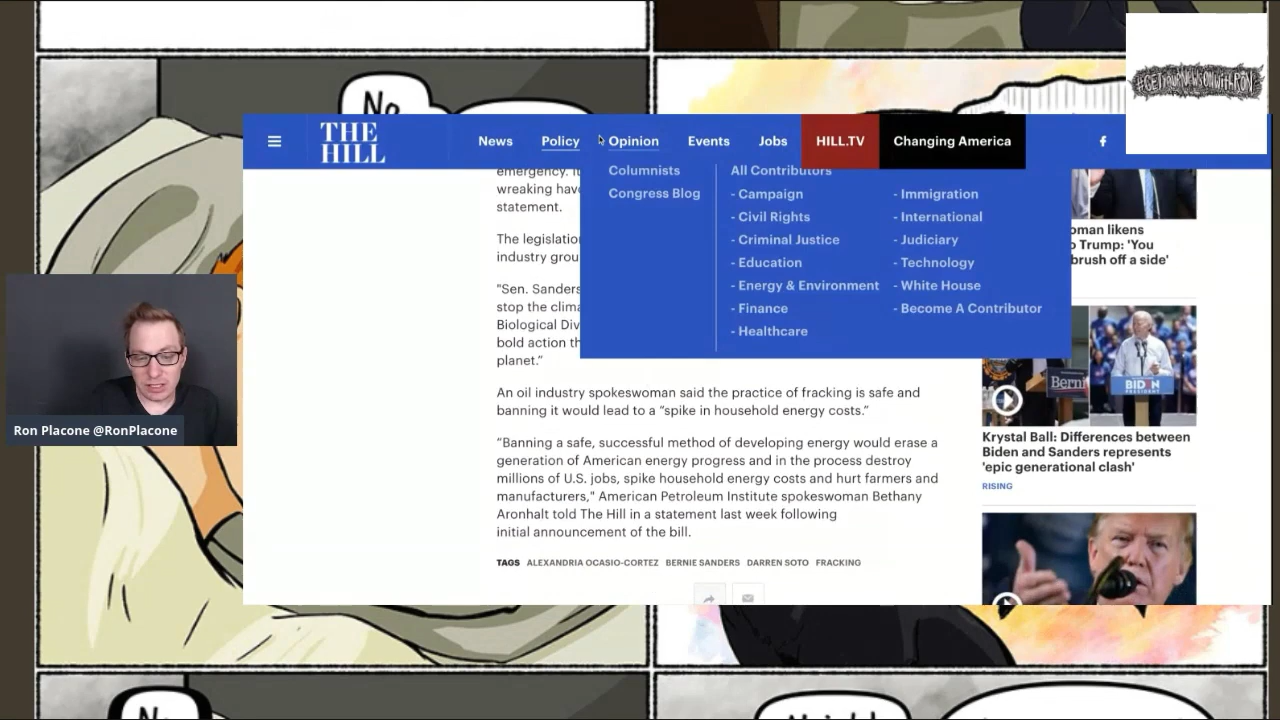 No
#GETYOURNEWSONWITHRON
THE
HILL
News
Policy
Opinion
Events
Jobs
HILL.TV
Changing America
Columnists
Congress Blog
All Contributors
- Campaign
- Civil Rights
- Criminal Justice
- Education
- Energy & Environment
- Finance
- Healthcare
- Immigration
- International
- Judiciary
- Technology
- White House
- Become A Contributor
emergency. It
wreaking hav
statement.
The legislation
industry grou
"Sen. Sanders
stop the clima
Biological Div
bold action th
planet.”
An oil industry spokeswoman said the practice of fracking is safe and
banning it would lead to a “spike in household energy costs.”
“Banning a safe, successful method of developing energy would erase a
generation of American energy progress and in the process destroy
millions of U.S. jobs, spike household energy costs and hurt farmers and
manufacturers," American Petroleum Institute spokeswoman Bethany
Aronhalt told The Hill in a statement last week following
initial announcement of the bill.
TAGS ALEXANDRIA OCASIO-CORTEZ BERNIE SANDERS DARREN SOTO FRACKING
oman likens
o Trump: 'You
brush off a side'
Berni
BIDEN
PRESIDENT
Krystal Ball: Differences between
Biden and Sanders represents
'epic generational clash'
RISING
Ron Placone @RonPlacone